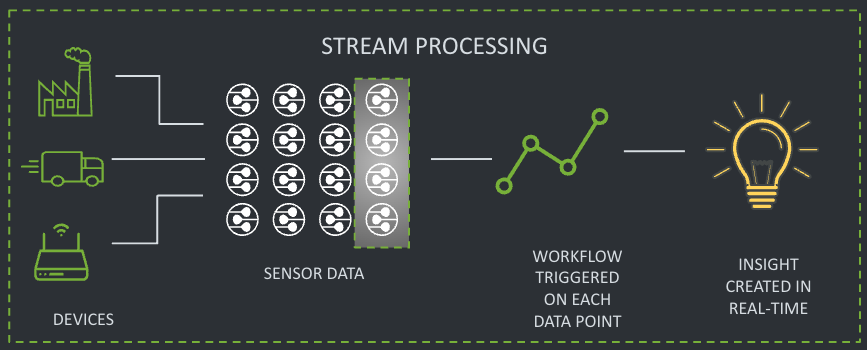 STREAM PROCESSING
SENSOR DATA
DEVICES
WORKFLOW
TRIGGERED
ON EACH
DATA POINT
INSIGHT
CREATED IN
REAL-TIME